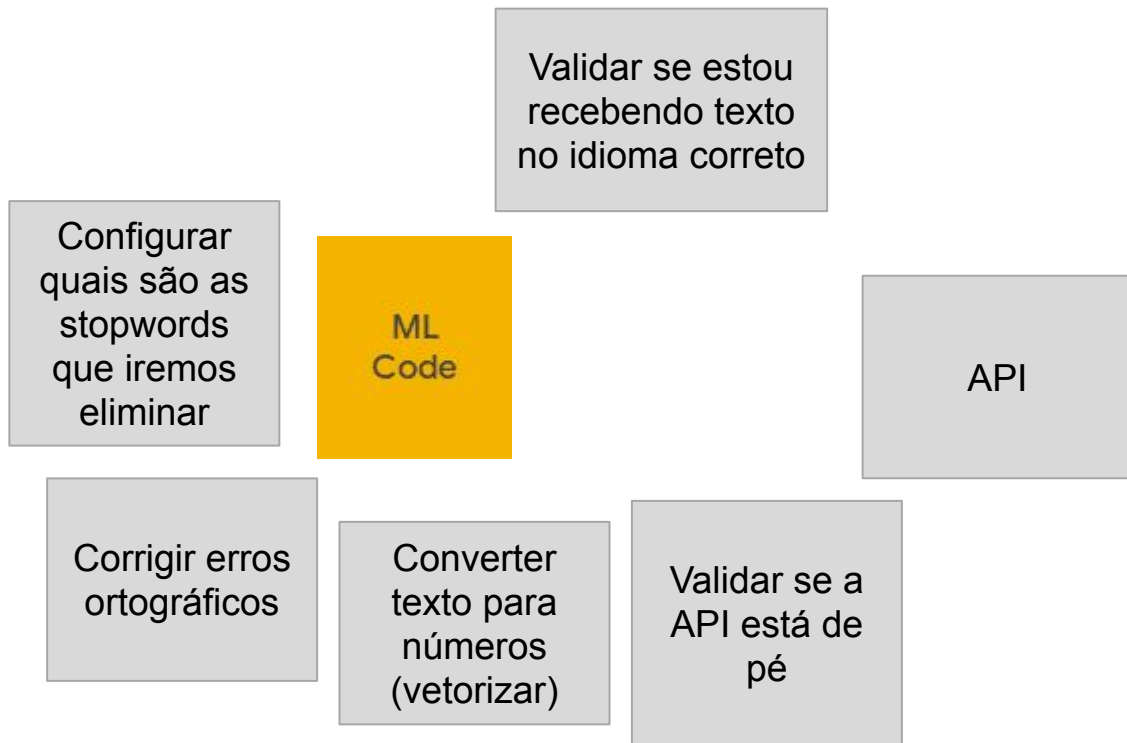 Validar se estou
recebendo texto
no idioma correto
Configurar
quais são as
stopwords
que iremos
eliminar
ML
Code
API
Corrigir erros
ortográficos
Converter
texto para
números
(vetorizar)
Validar se a
API está de
pé